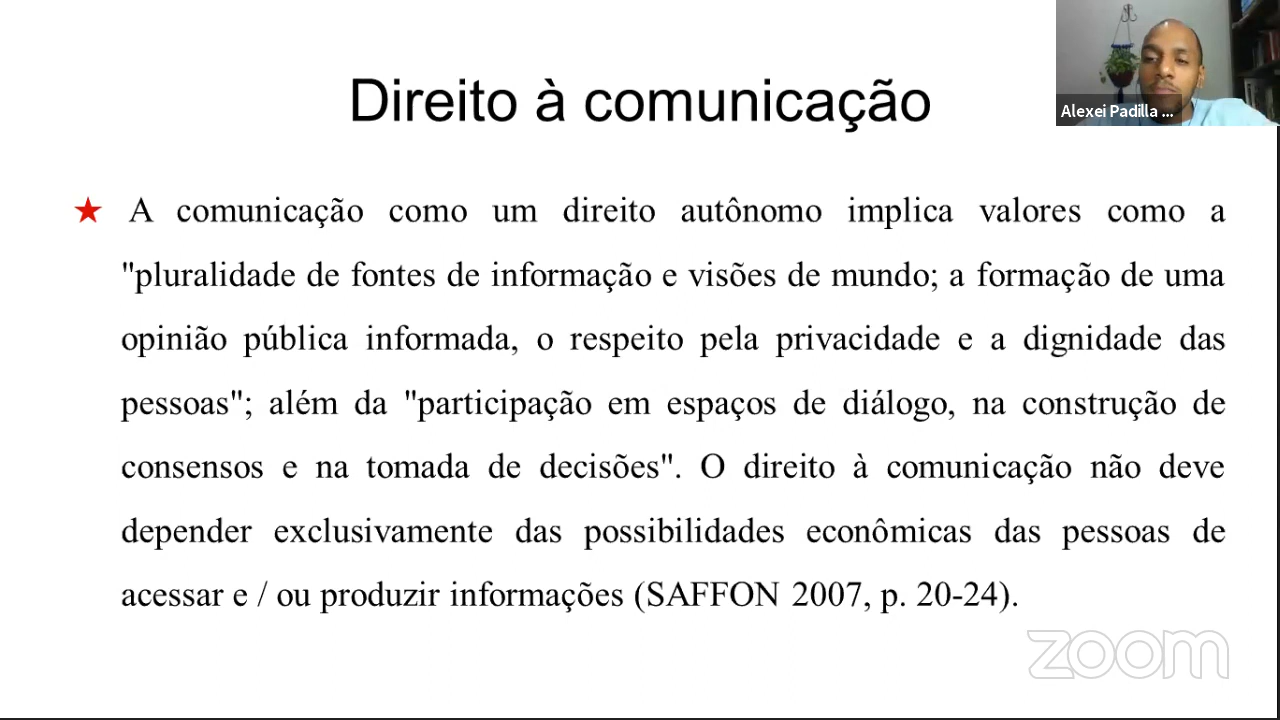 Direito à comunicação
Alexei Padilla ...
★ A comunicação como um direito autônomo implica valores como a
"pluralidade de fontes de informação e visões de mundo; a formação de uma
opinião pública informada, o respeito pela privacidade e a dignidade das
pessoas"; além da "participação em espaços de diálogo, na construção de
consensos e na tomada de decisões". O direito à comunicação não deve
depender exclusivamente das possibilidades econômicas das pessoas de
acessar e / ou produzir informações (SAFFON 2007, p. 20-24).
zoom